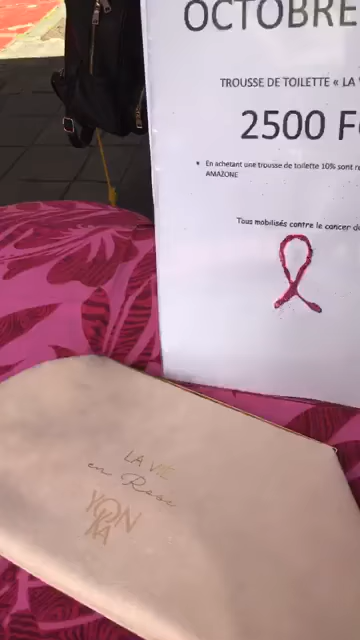 OCTOBRE
TROUSSE DE TOILETTE « LA
2500 F
En achetant une trousse de toilette 10% sont
AMAZONE
Tous mobilisés contre le cancer
LA VIE
en Rose
YON
KA